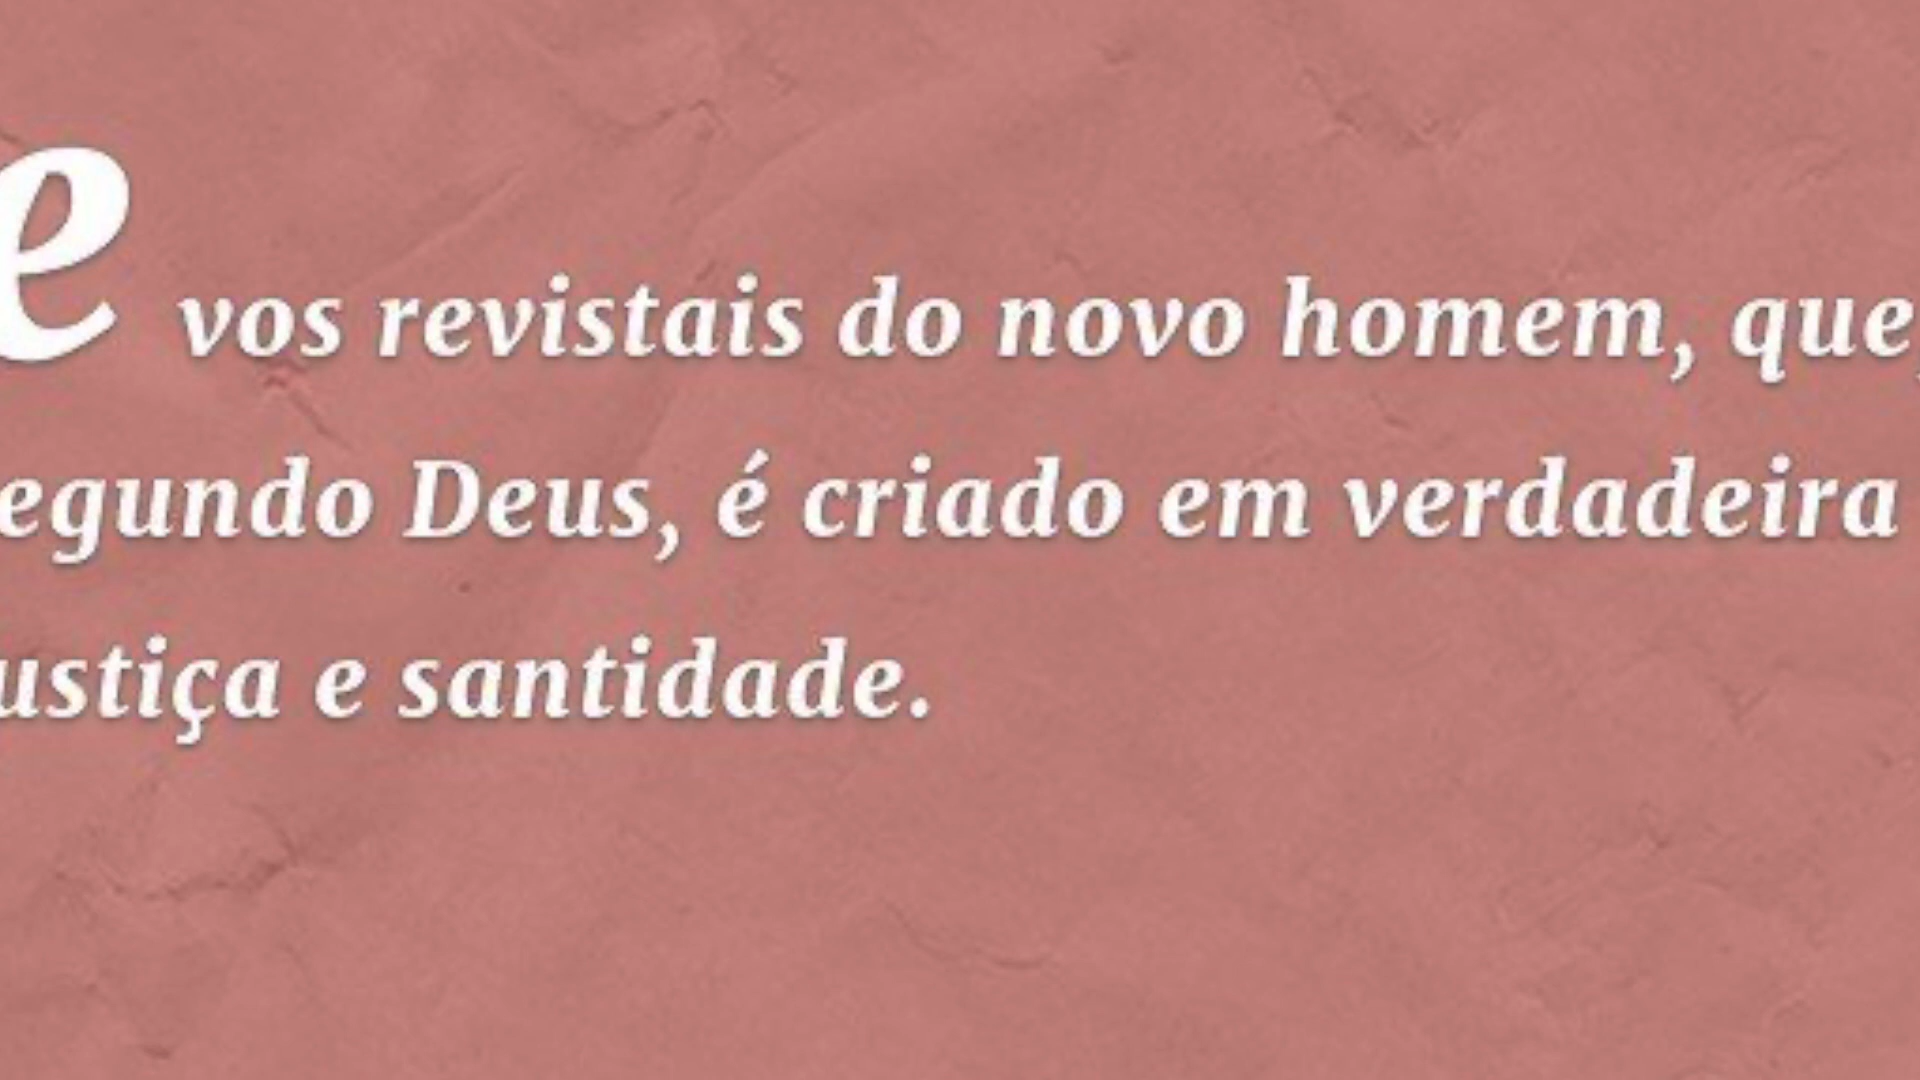 e vos revistais do novo homem, que,
egundo Deus, é criado em verdadeira
ustiça e santidade.